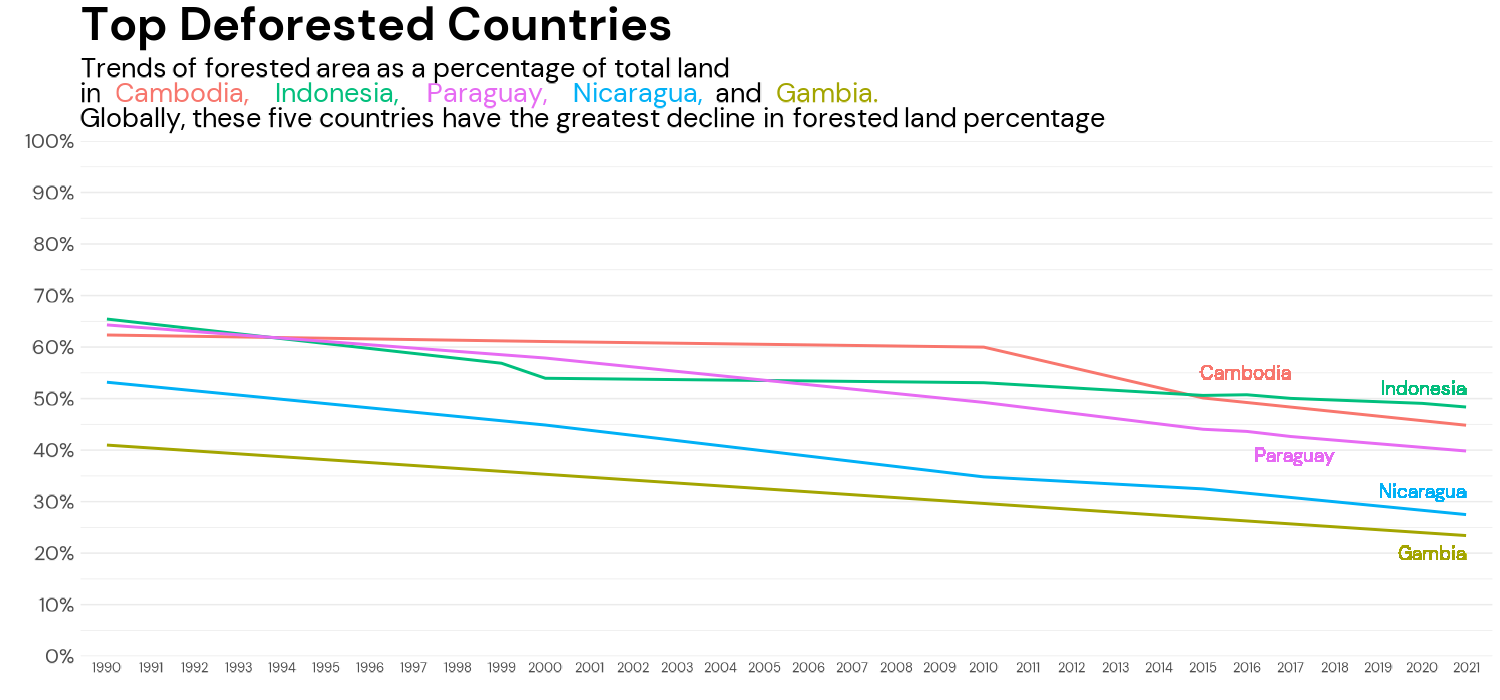 Top Deforested Countries
Trends of forested area as a percentage of total land
in Cambodia, Indonesia, Paraguay, Nicaragua, and Gambia.
Globally, these five countries have the greatest decline in forested land percentage
100%
90%
80%
70%
60%
50%
40%
30%
20%
10%
0%
Cambodia
Indonesia
Paraguay
Nicaragua
Gambia
1990 1991 1992 1993 1994 1995 1996 1997 1998 1999 2000 2001 2002 2003 2004 2005 2006 2007 2008 2009 2010 2011 2012 2013 2014 2015 2016 2017 2018 2019 2020 2021